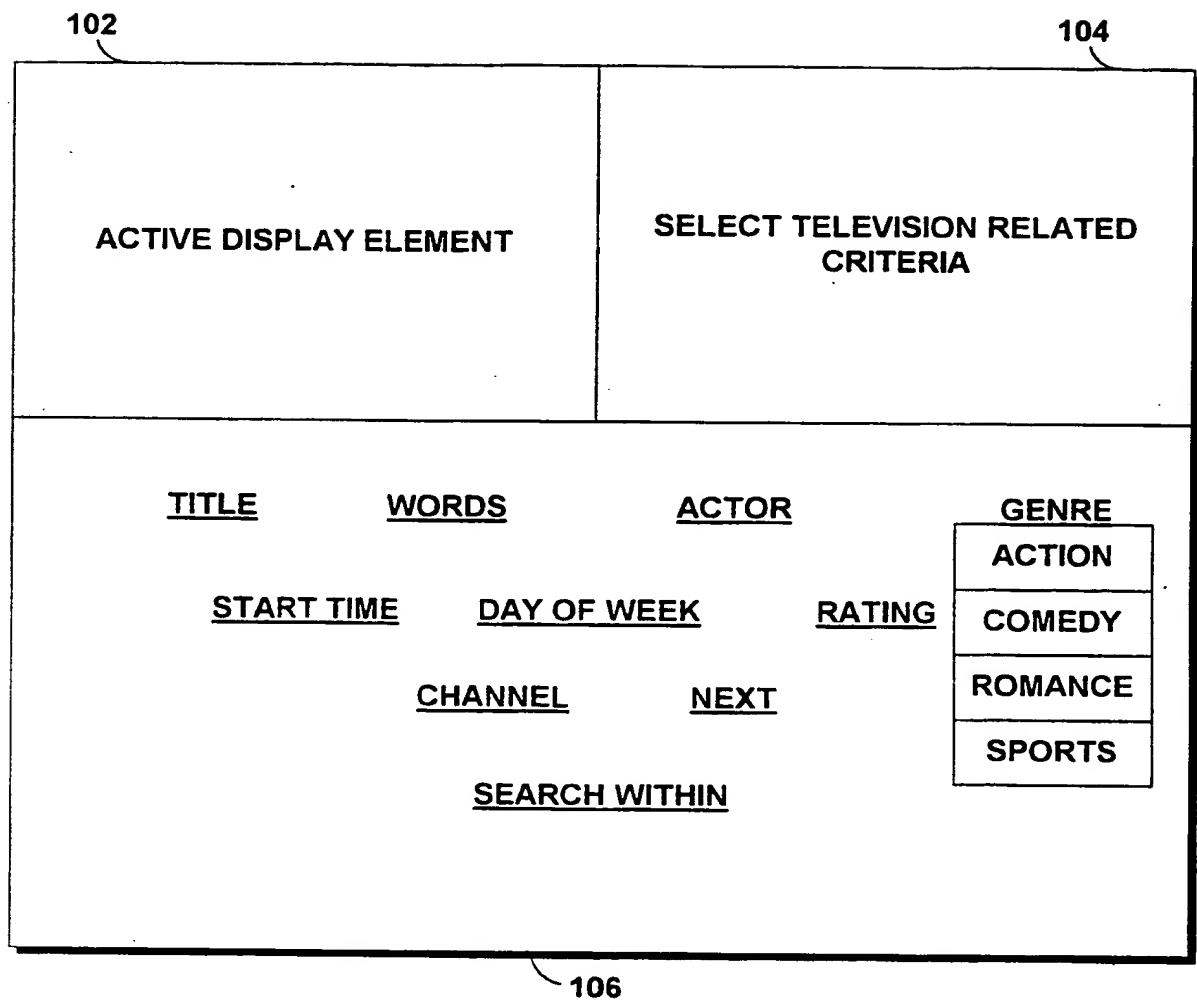 102
104
ACTIVE DISPLAY ELEMENT
SELECT TELEVISION RELATED
CRITERIA
TITLE WORDS ACTOR GENRE
ACTION
START TIME DAY OF WEEK RATING COMEDY
CHANNEL NEXT ROMANCE
SPORTS
SEARCH WITHIN
106